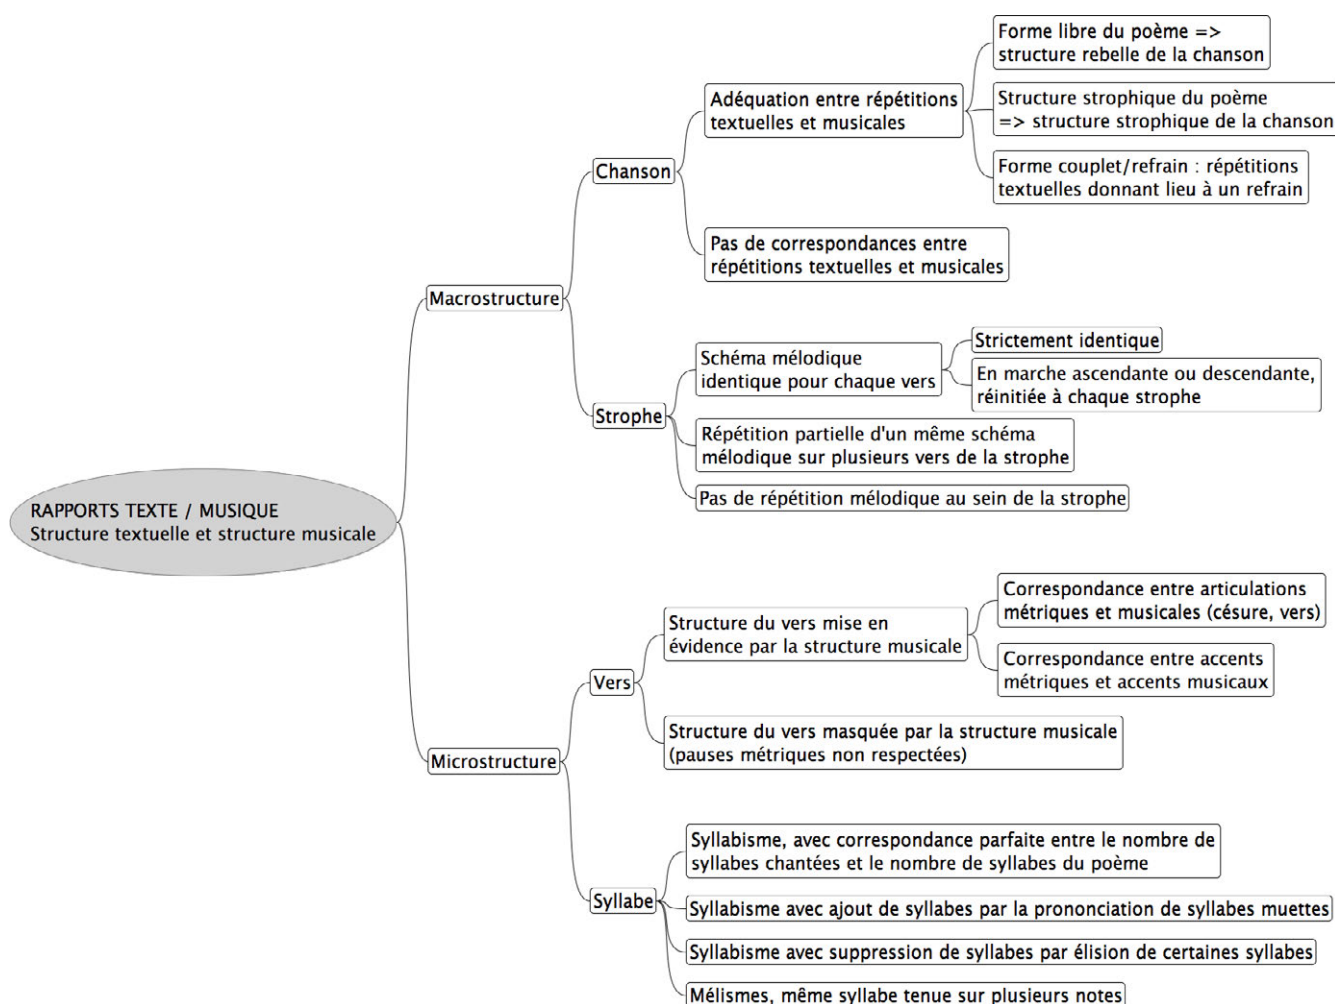 RAPPORTS TEXTE / MUSIQUE
Structure textuelle et structure musicale
Macrostructure
Chanson
Adéquation entre répétitions
textuelles et musicales
Forme libre du poème =>
structure rebelle de la chanson
Structure strophique du poème
=> structure strophique de la chanson
Forme couplet/refrain : répétitions
textuelles donnant lieu à un refrain
Pas de correspondances entre
répétitions textuelles et musicales
Strophe
Schéma mélodique
identique pour chaque vers
Strictement identique
En marche ascendante ou descendante,
réinitiée à chaque strophe
Répétition partielle d'un même schéma
mélodique sur plusieurs vers de la strophe
Pas de répétition mélodique au sein de la strophe
Microstructure
Vers
Structure du vers mise en
évidence par la structure musicale
Correspondance entre articulations
métriques et musicales (césure, vers)
Correspondance entre accents
métriques et accents musicaux
Structure du vers masquée par la structure musicale
(pauses métriques non respectées)
Syllabe
Syllabisme, avec correspondance parfaite entre le nombre de
syllabes chantées et le nombre de syllabes du poème
Syllabisme avec ajout de syllabes par la prononciation de syllabes muettes
Syllabisme avec suppression de syllabes par élision de certaines syllabes
Mélismes, même syllabe tenue sur plusieurs notes